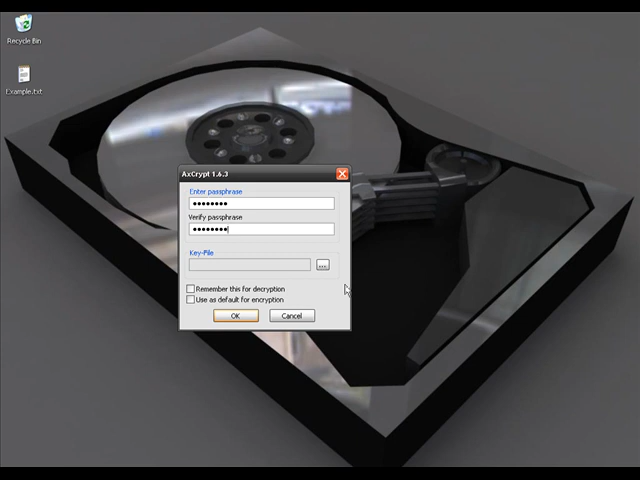 Recycle Bin
Example.txt
AxCrypt 1.6.3
Enter passphrase
••••••••
Verify passphrase
••••••••
Key-File
...
Remember this for decryption
Use as default for encryption
OK Cancel